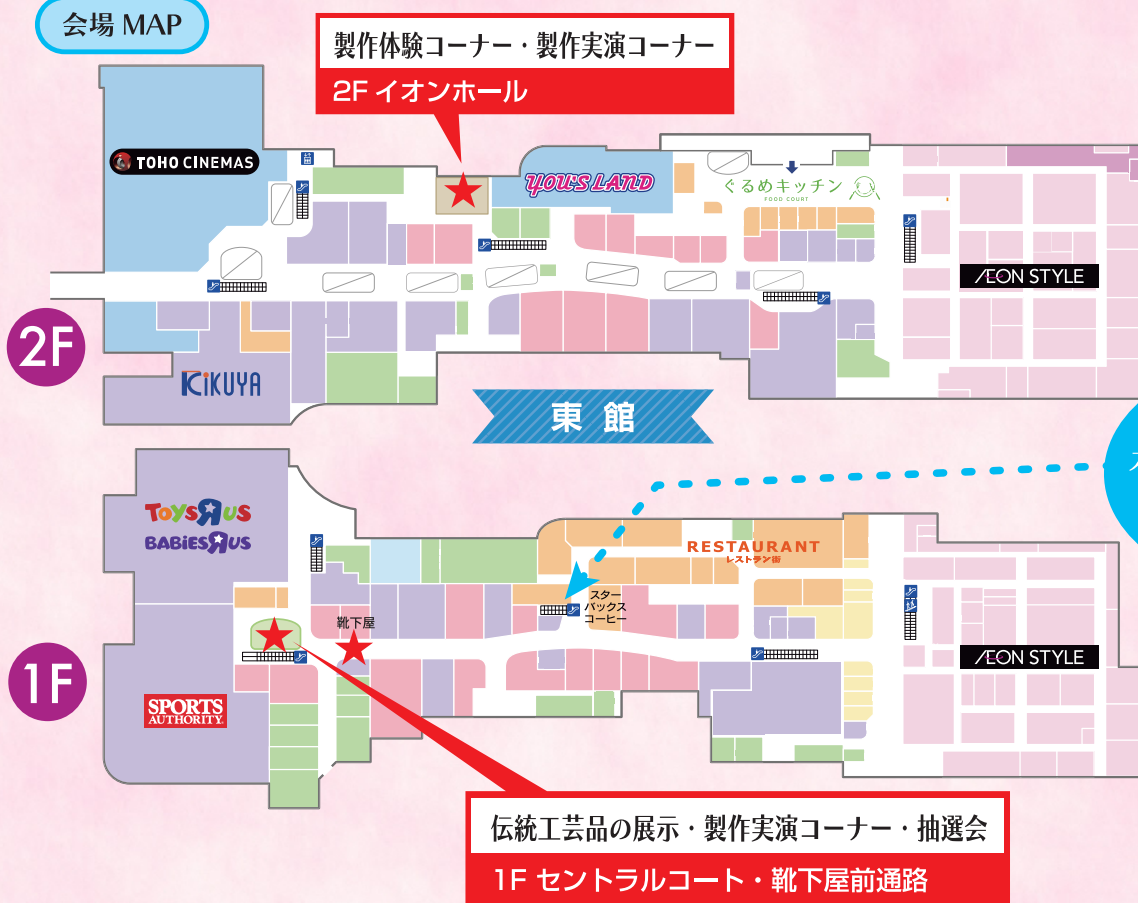 会場 MAP
製作体験コーナー・製作実演コーナー
2F イオンホール
TOHO CINEMAS
YOU'S LAND
ぐるめキッチン
FOOD COURT
ÆON STYLE
2F
KIKUYA
東館
ToysЯus
BABIESЯus
RESTAURANT
レストラン街
スター
バックス
コーヒー
靴下屋
1F
ÆON STYLE
SPORTS
AUTHORITY
伝統工芸品の展示・製作実演コーナー・抽選会
1F セントラルコート・靴下屋前通路